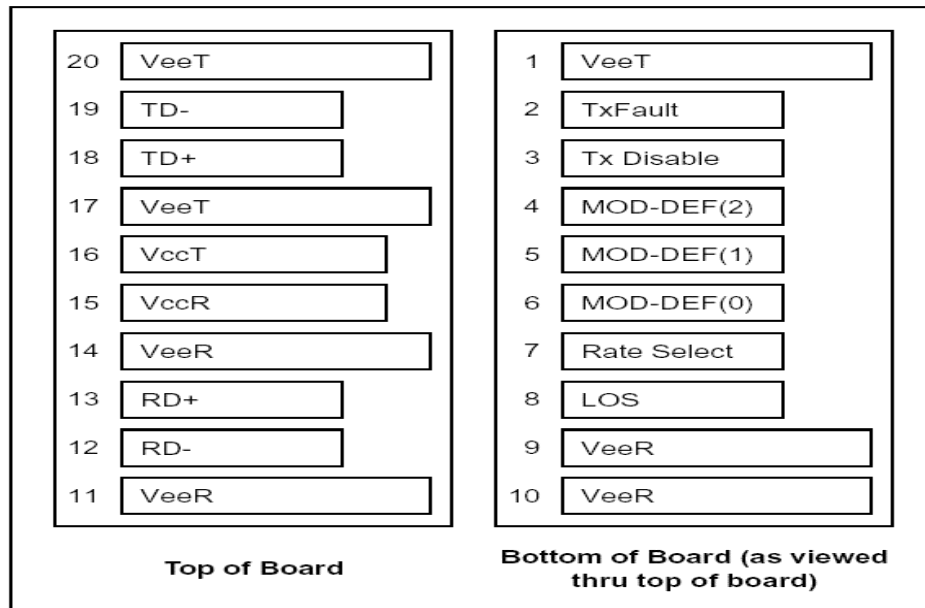 20 VeeT
19 TD-
18 TD+
17 VeeT
16 VccT
15 VccR
14 VeeR
13 RD+
12 RD-
11 VeeR
Top of Board
1 VeeT
2 TxFault
3 Tx Disable
4 MOD-DEF(2)
5 MOD-DEF(1)
6 MOD-DEF(0)
7 Rate Select
8 LOS
9 VeeR
10 VeeR
Bottom of Board (as viewed
thru top of board)